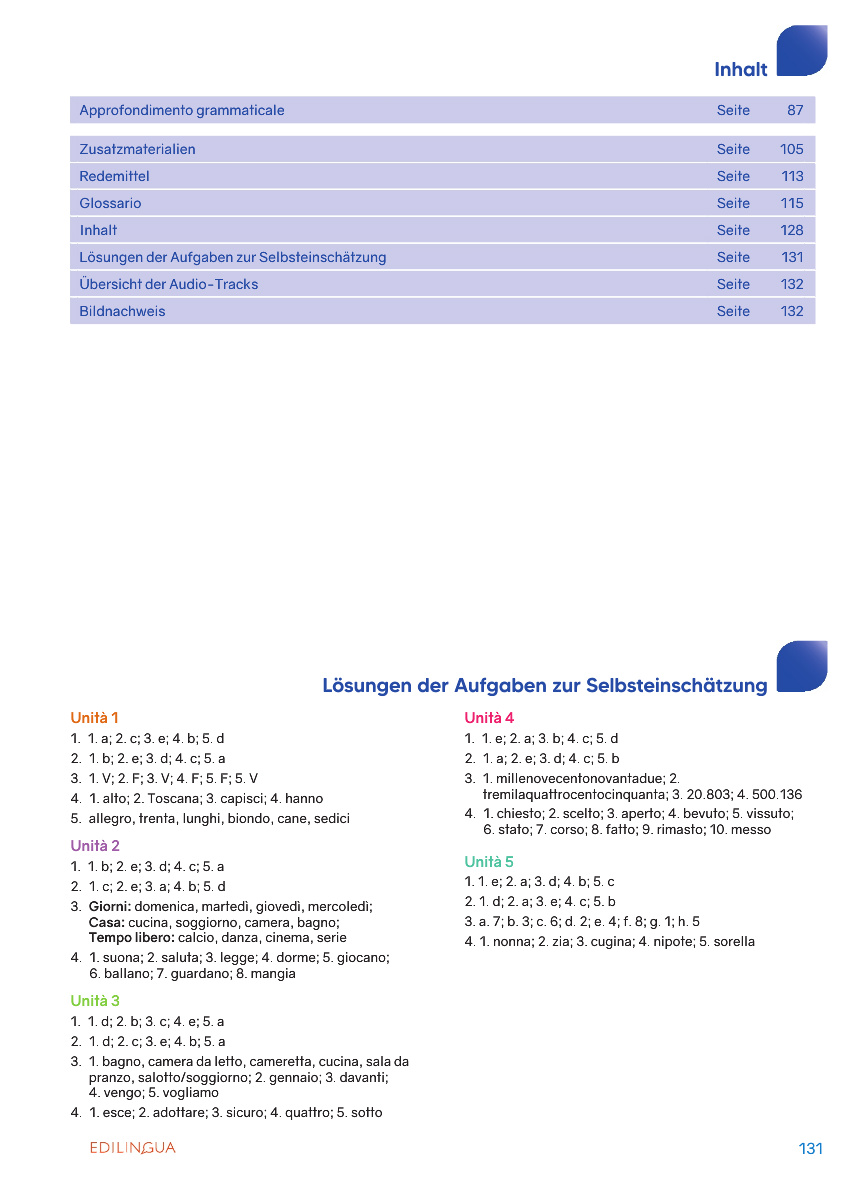 Inhalt
Approfondimento grammaticale Seite 87
Zusatzmaterialien Seite 105
Redemittel Seite 113
Glossario Seite 115
Inhalt Seite 128
Lösungen der Aufgaben zur Selbsteinschätzung Seite 131
Übersicht der Audio-Tracks Seite 132
Bildnachweis Seite 132
Lösungen der Aufgaben zur Selbsteinschätzung
Unità 1
1. 1. a; 2. c; 3. e; 4. b; 5. d
2. 1. b; 2. e; 3. d; 4. c; 5. a
3. 1. V; 2. F; 3. V; 4. F; 5. F; 5. V
4. 1. alto; 2. Toscana; 3. capisci; 4. hanno
5. allegro, trenta, lunghi, biondo, cane, sedici
Unità 2
1. 1. b; 2. e; 3. d; 4. c; 5. a
2. 1. c; 2. e; 3. a; 4. b; 5. d
3. Giorni: domenica, martedì, giovedì, mercoledì;
Casa: cucina, soggiorno, camera, bagno;
Tempo libero: calcio, danza, cinema, serie
4. 1. suona; 2. saluta; 3. legge; 4. dorme; 5. giocano;
6. ballano; 7. guardano; 8. mangia
Unità 3
1. 1. d; 2. b; 3. c; 4. e; 5. a
2. 1. d; 2. c; 3. e; 4. b; 5. a
3. 1. bagno, camera da letto, cameretta, cucina, sala da
pranzo, salotto/soggiorno; 2. gennaio; 3. davanti;
4. vengo; 5. vogliamo
4. 1. esce; 2. adottare; 3. sicuro; 4. quattro; 5. sotto
Unità 4
1. 1. e; 2. a; 3. b; 4. c; 5. d
2. 1. a; 2. e; 3. d; 4. c; 5. b
3. 1. millenovecentonovantadue; 2.
tremilaquattrocentocinquanta; 3. 20.803; 4. 500.136
4. 1. chiesto; 2. scelto; 3. aperto; 4. bevuto; 5. vissuto;
6. stato; 7. corso; 8. fatto; 9. rimasto; 10. messo
Unità 5
1. 1. e; 2. a; 3. d; 4. b; 5. c
2. 1. d; 2. a; 3. e; 4. c; 5. b
3. a. 7; b. 3; c. 6; d. 2; e. 4; f. 8; g. 1; h. 5
4. 1. nonna; 2. zia; 3. cugina; 4. nipote; 5. sorella
EDILINGUA
131